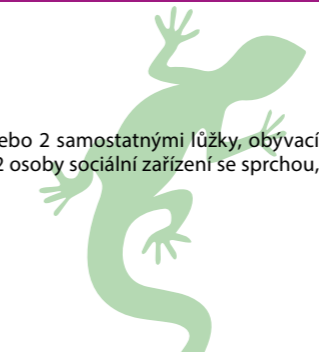 ebo 2 samostatnými lůžky, obývací
2 osoby sociální zařízení se sprchou,